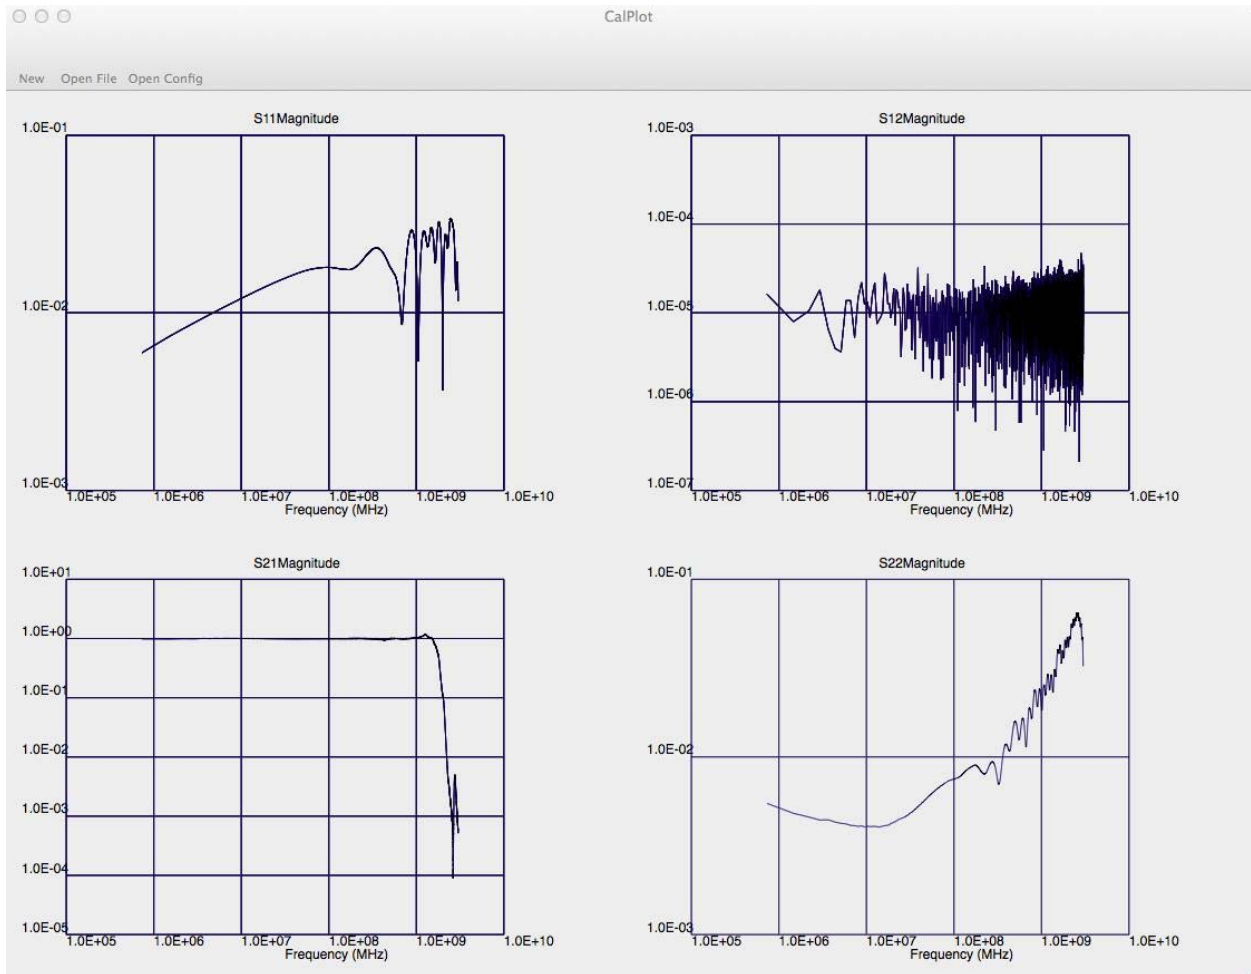 CalPlot
New Open File Open Config
S11Magnitude
1.0E-01
1.0E-02
1.0E-03
1.0E+05 1.0E+06 1.0E+07 1.0E+08 1.0E+09 1.0E+10
Frequency (MHz)
S12Magnitude
1.0E-03
1.0E-04
1.0E-05
1.0E-06
1.0E-07
1.0E+05 1.0E+06 1.0E+07 1.0E+08 1.0E+09 1.0E+10
Frequency (MHz)
S21Magnitude
1.0E+01
1.0E+00
1.0E-01
1.0E-02
1.0E-03
1.0E-04
1.0E-05
1.0E+05 1.0E+06 1.0E+07 1.0E+08 1.0E+09 1.0E+10
Frequency (MHz)
S22Magnitude
1.0E-01
1.0E-02
1.0E-03
1.0E+05 1.0E+06 1.0E+07 1.0E+08 1.0E+09 1.0E+10
Frequency (MHz)